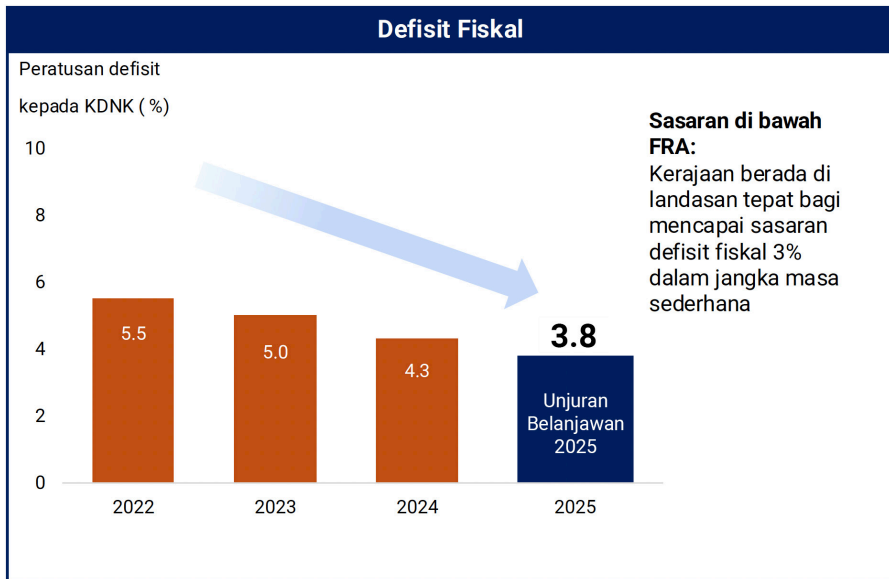 Defisit Fiskal
Peratusan defisit
kepada KDNK ( %)
10
8
6
4
2
0
5.5
5.0
4.3
3.8
Unjuran
Belanjawan
2025
2022
2023
2024
2025
Sasaran di bawah
FRA:
Kerajaan berada di
landasan tepat bagi
mencapai sasaran
defisit fiskal 3%
dalam jangka masa
sederhana